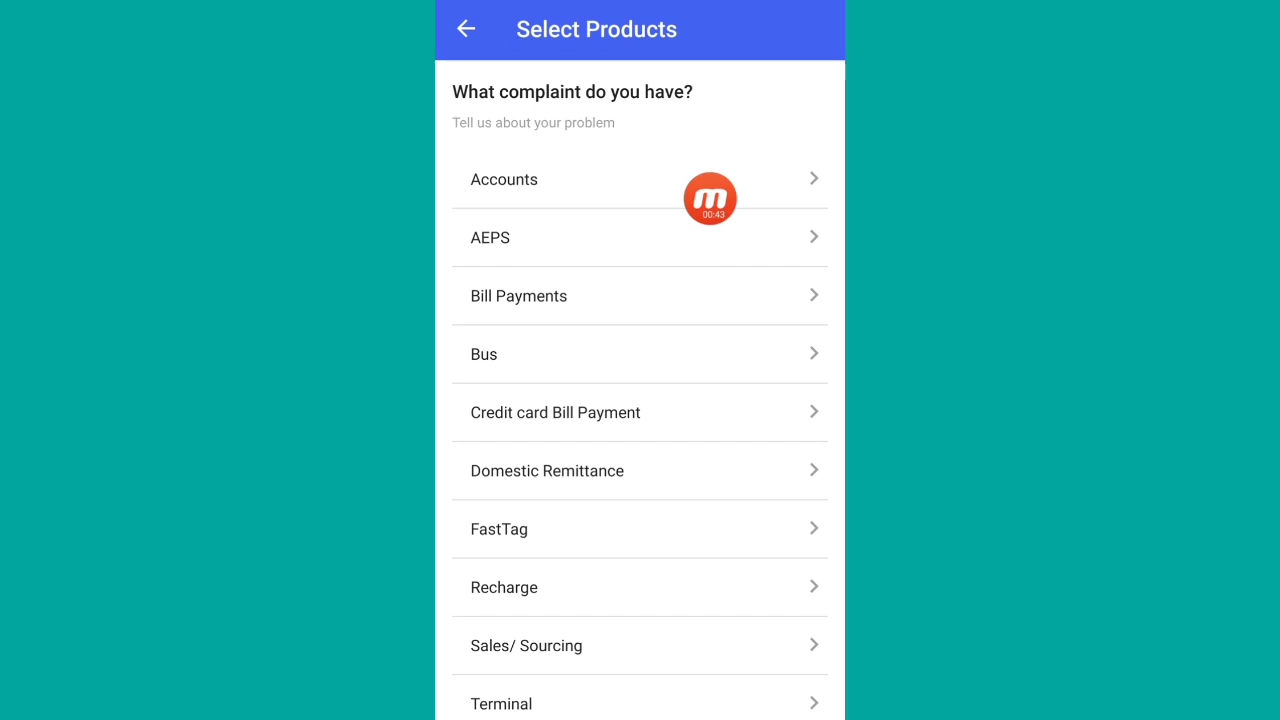 Select Products
What complaint do you have?
Tell us about your problem
Accounts
m
00:43
AEPS
Bill Payments
Bus
Credit card Bill Payment
Domestic Remittance
FastTag
Recharge
Sales/ Sourcing
Terminal